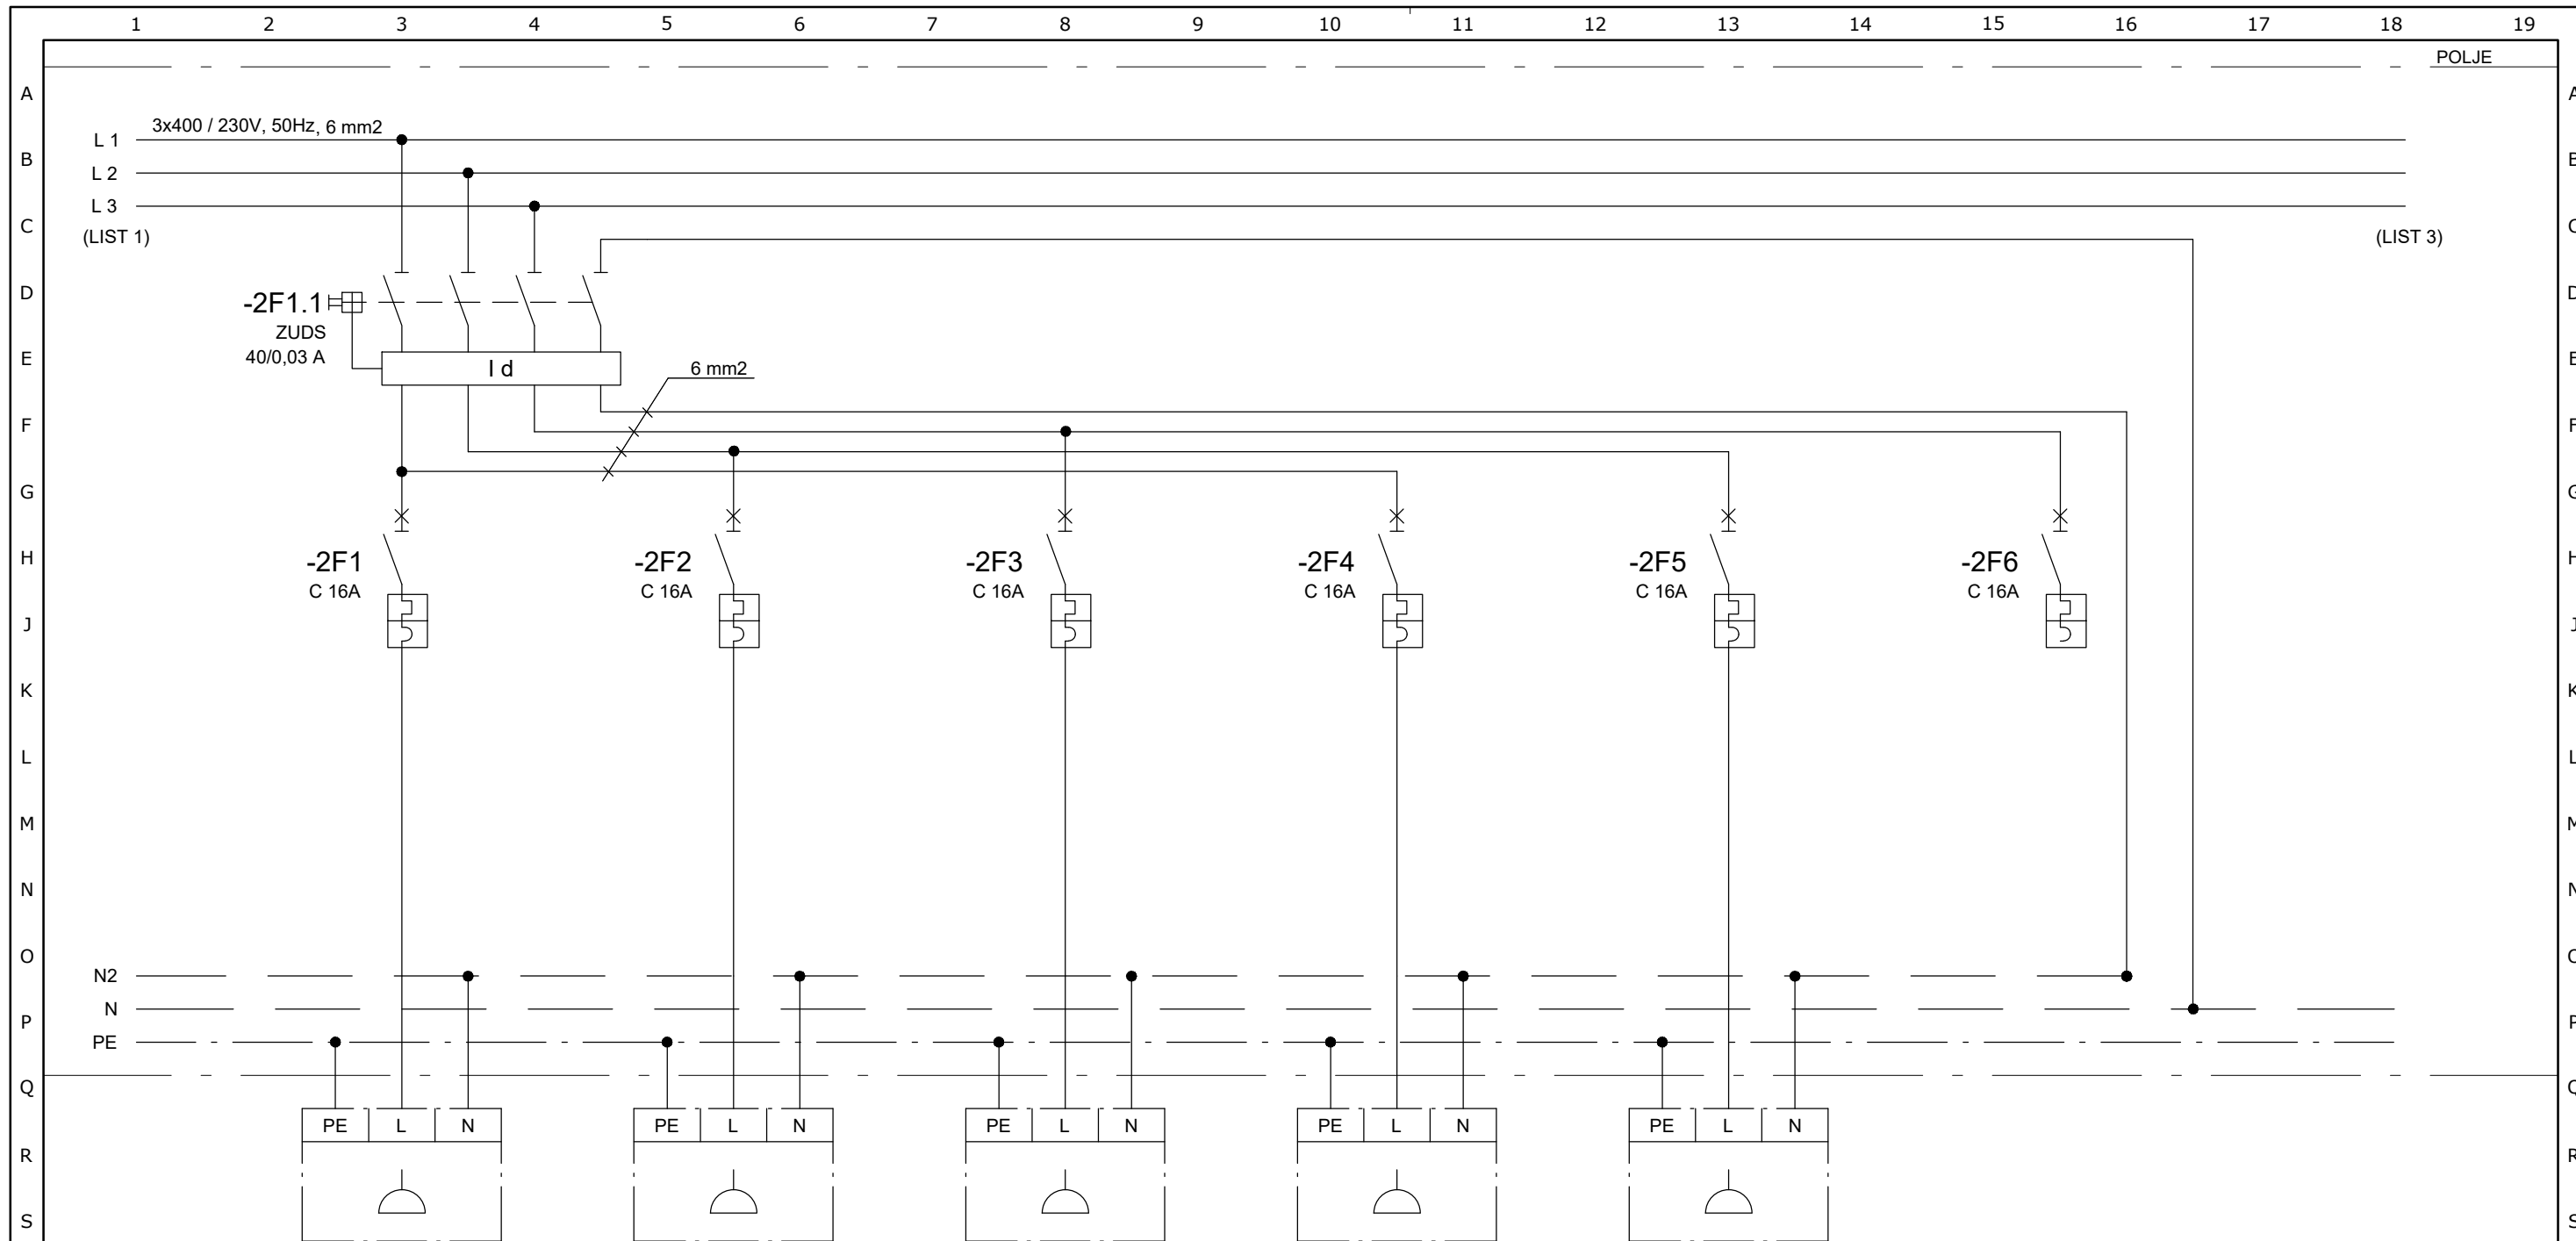 1 2 3 4 5 6 7 8 9 10 11 12 13 14 15 16 17 18 19
POLJE
A A
3x400 / 230V, 50Hz, 6 mm2
L 1
B B
L 2
L 3
C C
(LIST 1) (LIST 3)
D D
-2F1.1
ZUDS
40/0,03 A
E E
I d
6 mm2
F F
G G
H H
-2F1 -2F2 -2F3 -2F4 -2F5 -2F6
C 16A C 16A C 16A C 16A C 16A C 16A
J J
K K
L L
M M
N N
O O
N2
N
P P
PE
Q Q
PE L N PE L N PE L N PE L N PE L N
R R
S S